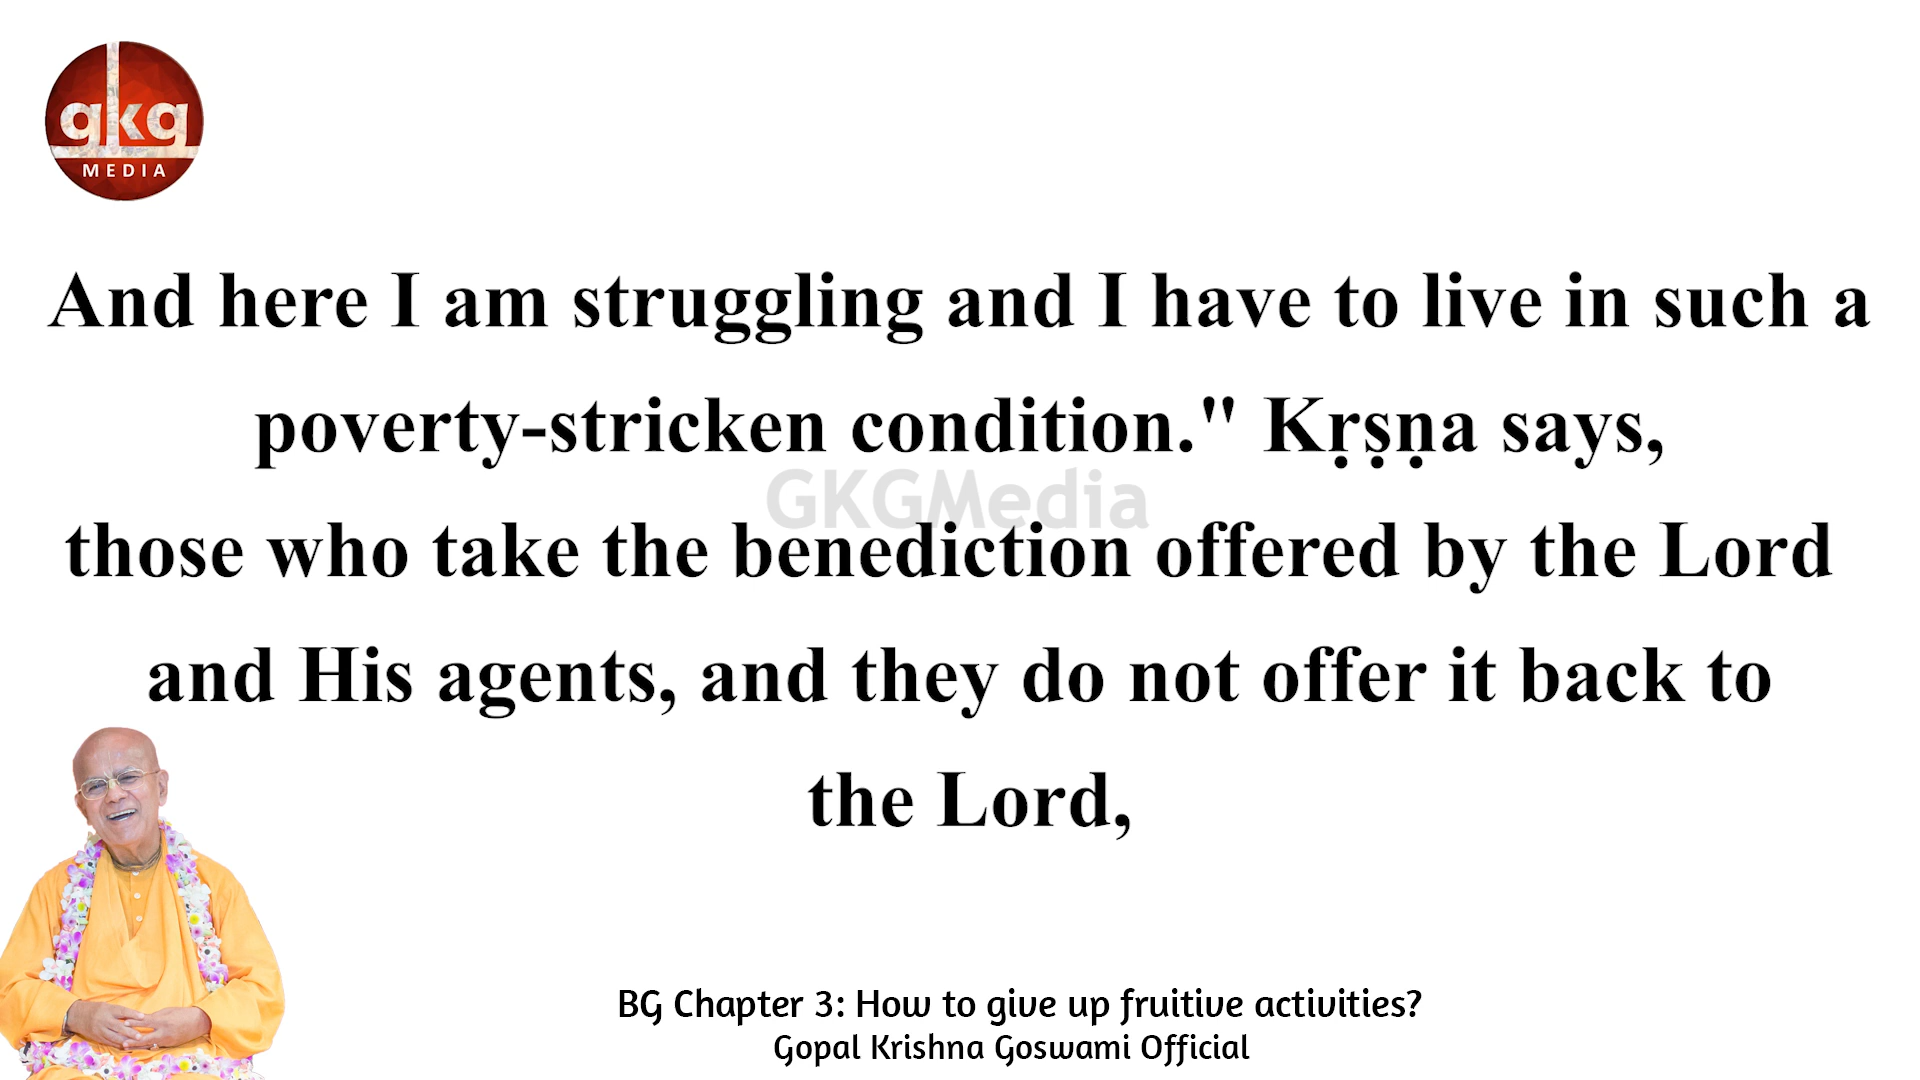 gkg
MEDIA
And here I am struggling and I have to live in such a
poverty-stricken condition." Kṛṣṇa says,
GKGMedia
those who take the benediction offered by the Lord
and His agents, and they do not offer it back to
the Lord,
BG Chapter 3: How to give up fruitive activities?
Gopal Krishna Goswami Official